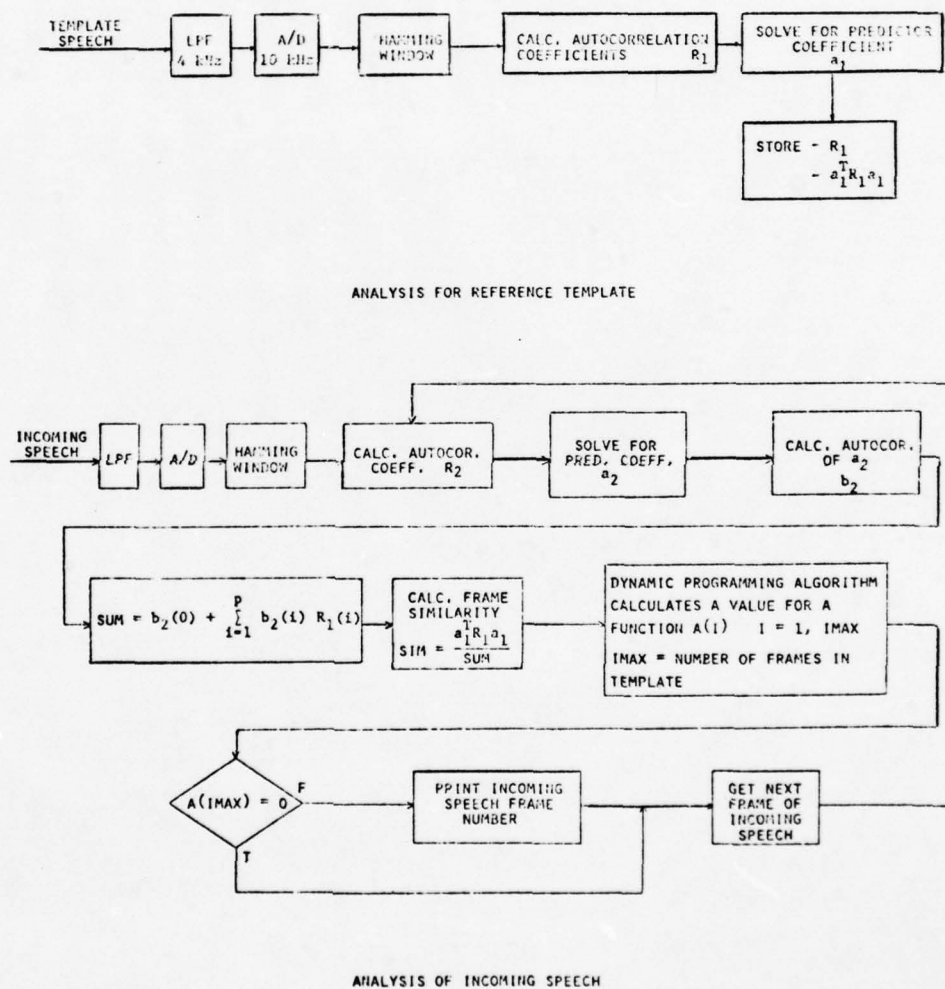 TEMPLATE
SPEECH
LPF
4 kHz
A/D
10 kHz
HAMMING
WINDOW
CALC. AUTOCORRELATION
COEFFICIENTS R₁
SOLVE FOR PREDICTOR
COEFFICIENT
a₁
STORE - R₁
- a₁ᵀR₁a₁
ANALYSIS FOR REFERENCE TEMPLATE
INCOMING
SPEECH
LPF
A/D
HAMMING
WINDOW
CALC. AUTOCOR.
COEFF. R₂
SOLVE FOR
PRED. COEFF.
a₂
CALC. AUTOCOR.
OF a₂
b₂
SUM = b₂(0) + Σ b₂(i) R₁(i)
p
i=1
CALC. FRAME
SIMILARITY
SIM = a₁ᵀR₁a₁
SUM
DYNAMIC PROGRAMMING ALGORITHM
CALCULATES A VALUE FOR A
FUNCTION A(I) I = 1, IMAX
IMAX = NUMBER OF FRAMES IN
TEMPLATE
A(IMAX) = 0
F
T
PRINT INCOMING
SPEECH FRAME
NUMBER
GET NEXT
FRAME OF
INCOMING
SPEECH
ANALYSIS OF INCOMING SPEECH